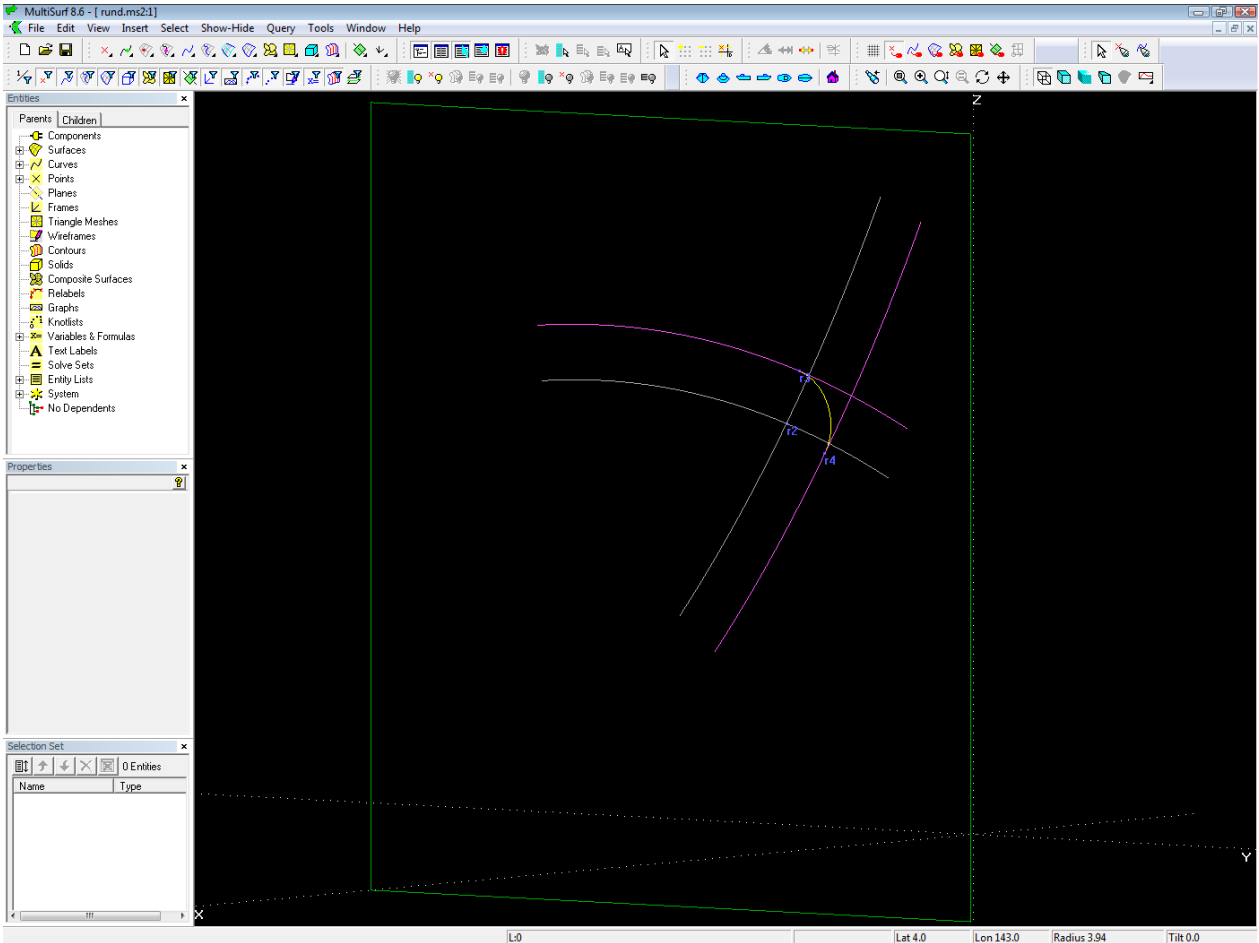 MultiSurf 8.6 - [ rund.ms2:1]
File Edit View Insert Select Show-Hide Query Tools Window Help
Entities
Parents Children
Components
Surfaces
Curves
Points
Planes
Frames
Triangle Meshes
Wireframes
Contours
Solids
Composite Surfaces
Relabels
Graphs
Knotlists
Variables & Formulas
Text Labels
Solve Sets
Entity Lists
System
No Dependents
Properties
Selection Set
0 Entities
Name Type
Z
r3
r2
r4
Y
X
L:0 Lat 4.0 Lon 143.0 Radius 3.94 Tilt 0.0